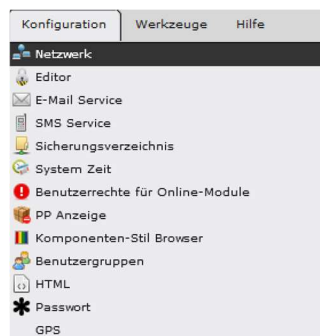 Konfiguration Werkzeuge Hilfe
Netzwerk
Editor
E-Mail Service
SMS Service
Sicherungsverzeichnis
System Zeit
Benutzerrechte für Online-Module
PP Anzeige
Komponenten-Stil Browser
Benutzergruppen
HTML
Passwort
GPS